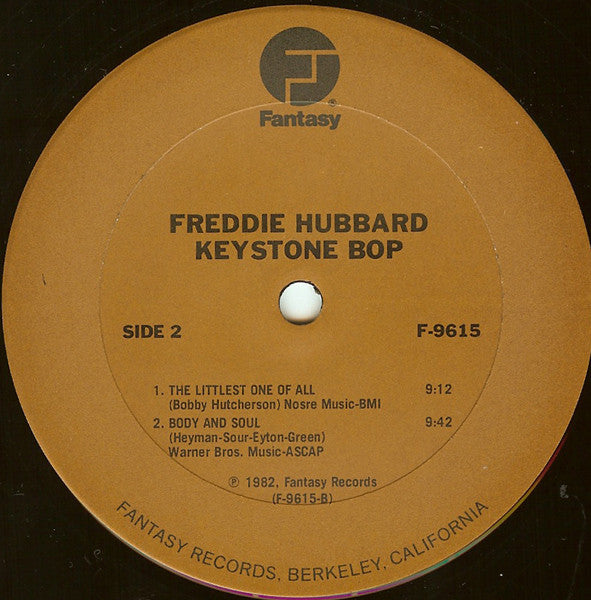 Fantasy®
FREDDIE HUBBARD
KEYSTONE BOP
SIDE 2 F-9615
1. THE LITTLEST ONE OF ALL 9:12
(Bobby Hutcherson) Nosre Music-BMI
2. BODY AND SOUL 9:42
(Heyman-Sour-Eyton-Green)
Warner Bros. Music-ASCAP
℗ 1982, Fantasy Records
(F-9615-B)
FANTASY RECORDS, BERKELEY, CALIFORNIA